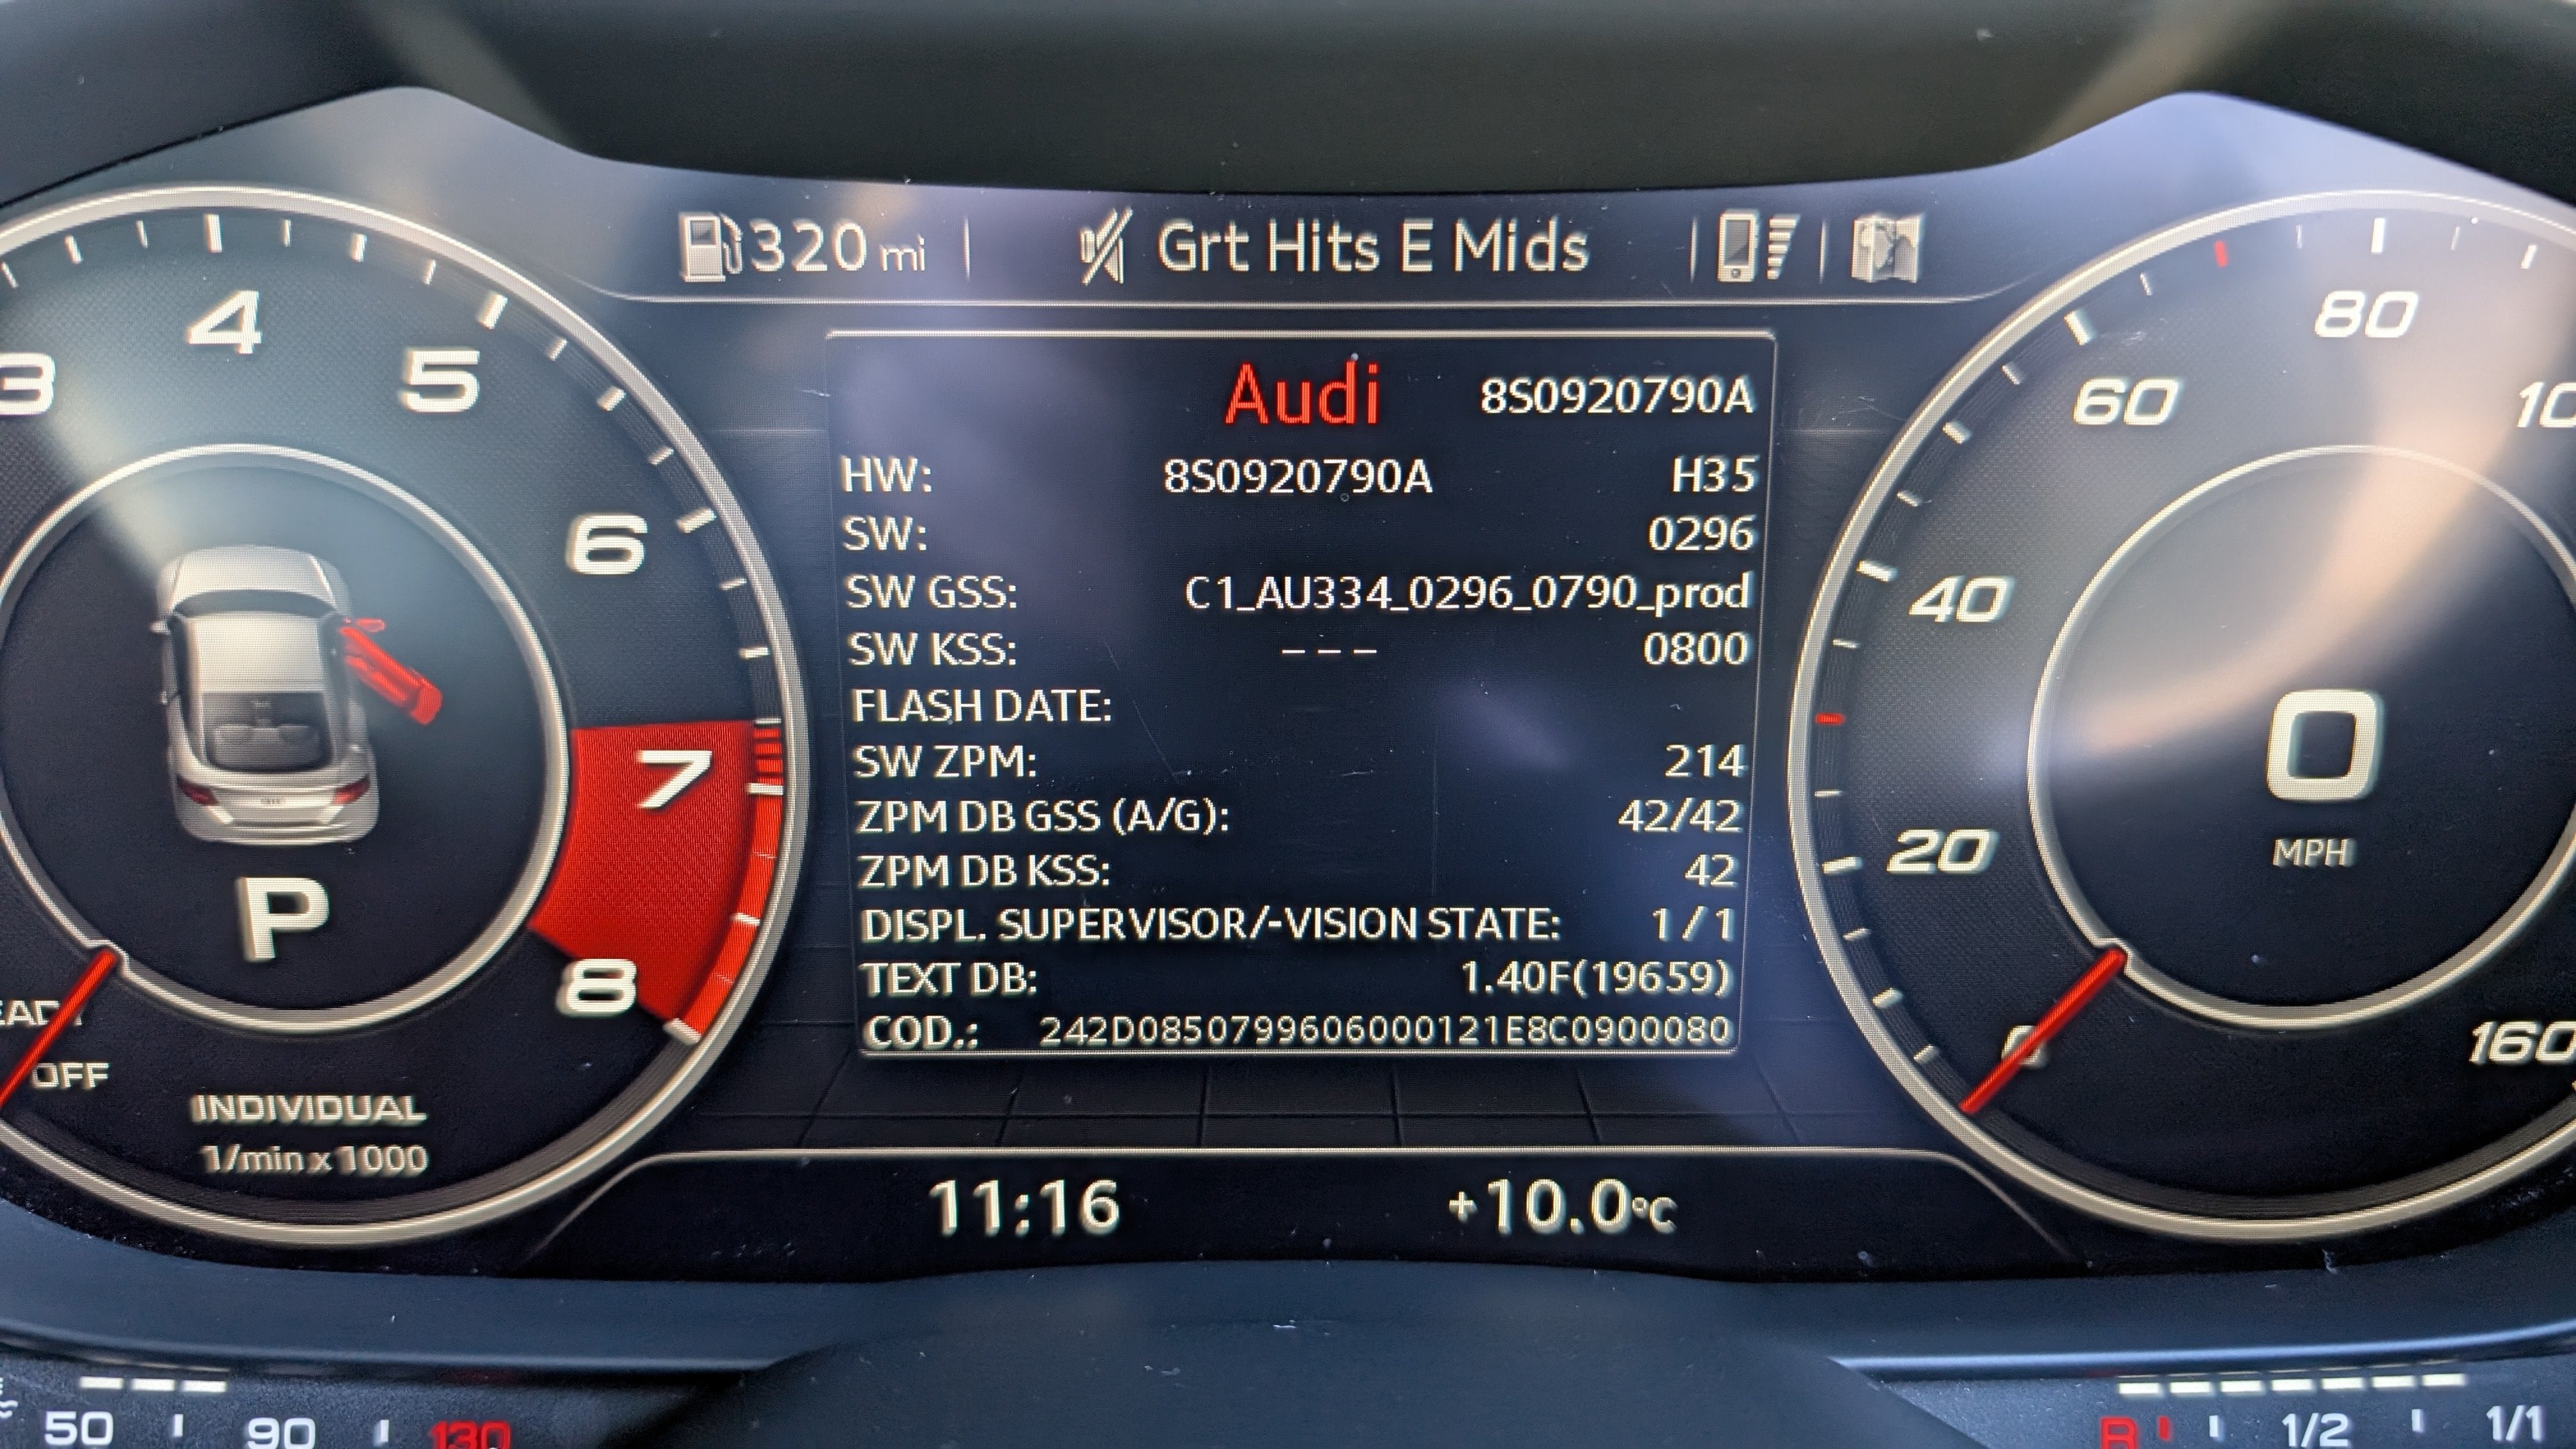 320 mi
Grt Hits E Mids
Audi 8S0920790A
HW: 8S0920790A H35
SW: 0296
SW GSS: C1_AU334_0296_0790_prod
SW KSS: --- 0800
FLASH DATE:
SW ZPM: 214
ZPM DB GSS (A/G): 42/42
ZPM DB KSS: 42
DISPL. SUPERVISOR/-VISION STATE: 1/1
TEXT DB: 1.40F(19659)
COD.: 242D0850799606000121E8C0900080
3
4
5
6
7
8
P
OFF
INDIVIDUAL
1/min x 1000
0
20
40
60
80
160
0
MPH
11:16
+10.0°C
50
90
130
R
1/2
1/1